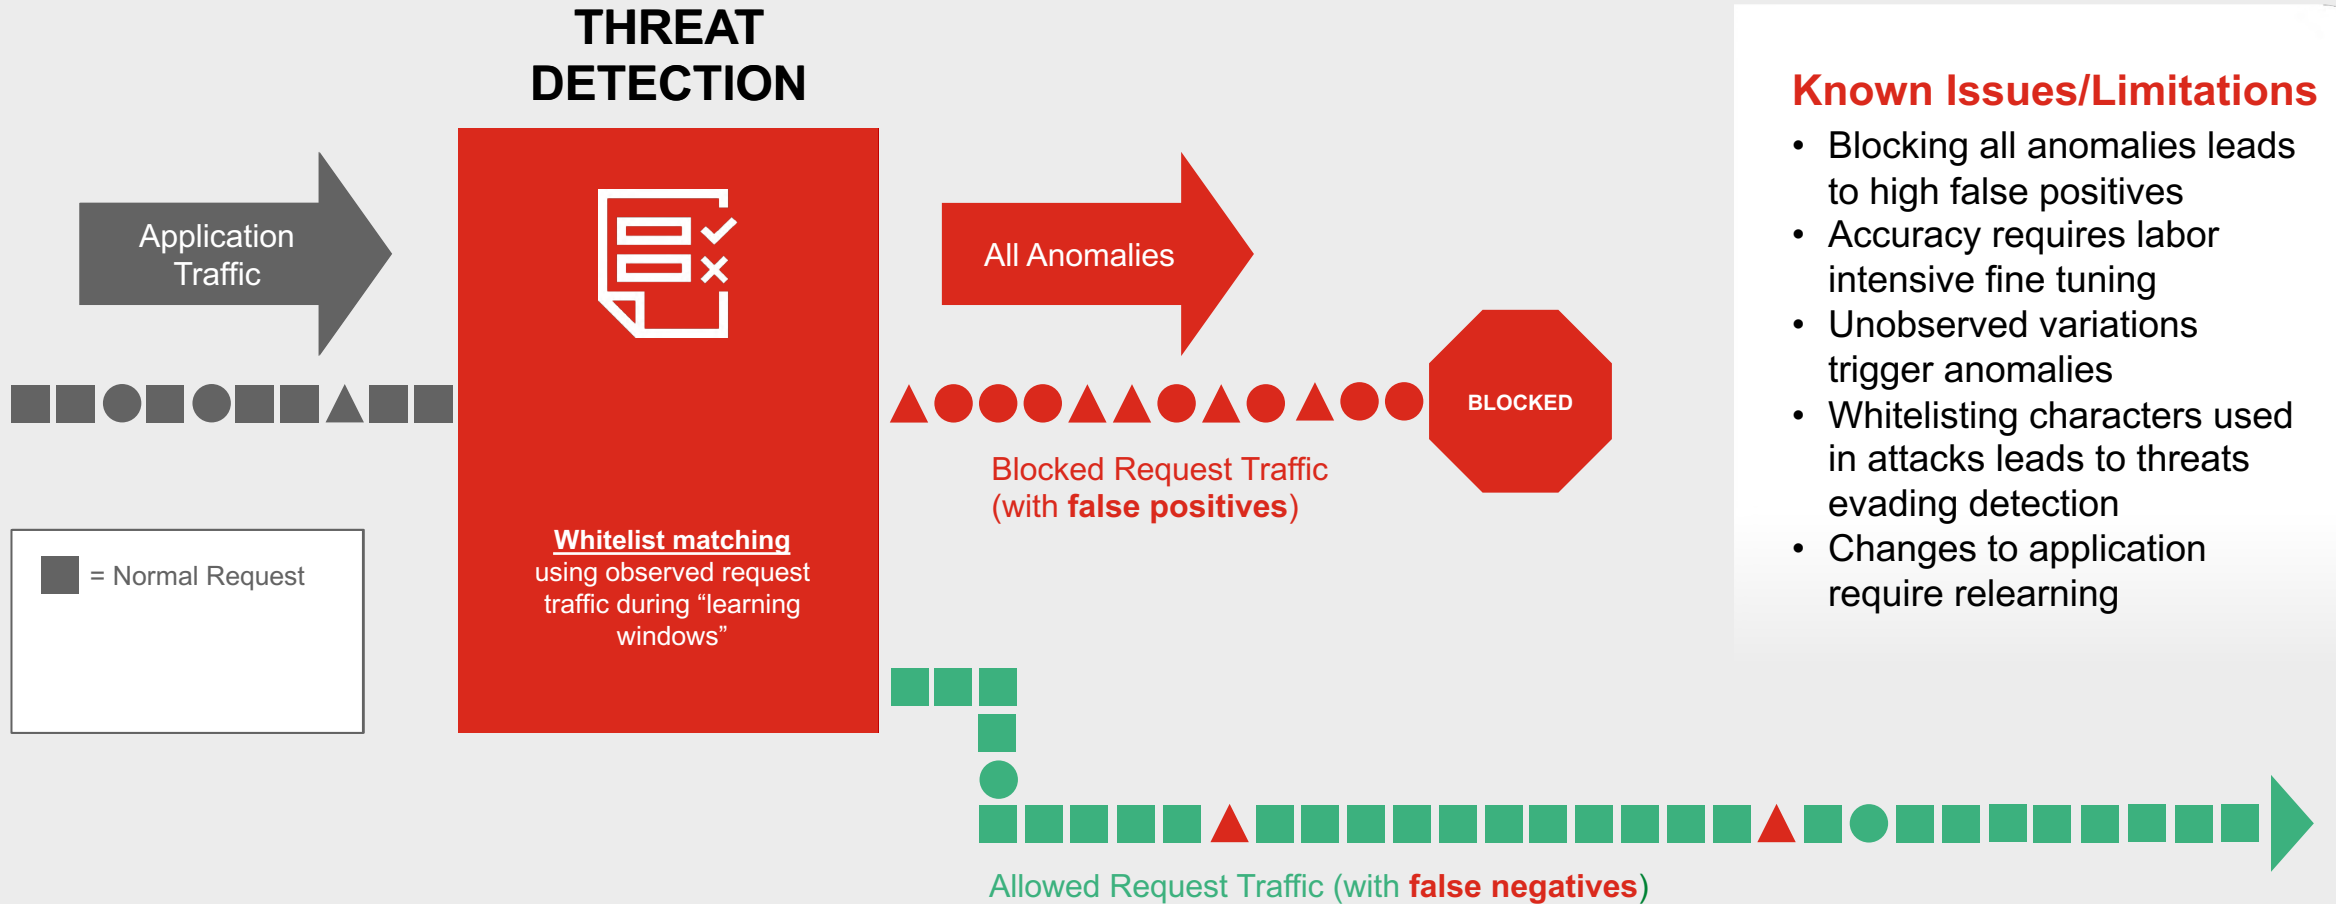 THREAT
DETECTION
Application
Traffic
All Anomalies
BLOCKED
Blocked Request Traffic
(with false positives)
= Normal Request
Whitelist matching
using observed request
traffic during “learning
windows”
Allowed Request Traffic (with false negatives)
Known Issues/Limitations
• Blocking all anomalies leads
to high false positives
• Accuracy requires labor
intensive fine tuning
• Unobserved variations
trigger anomalies
• Whitelisting characters used
in attacks leads to threats
evading detection
• Changes to application
require relearning